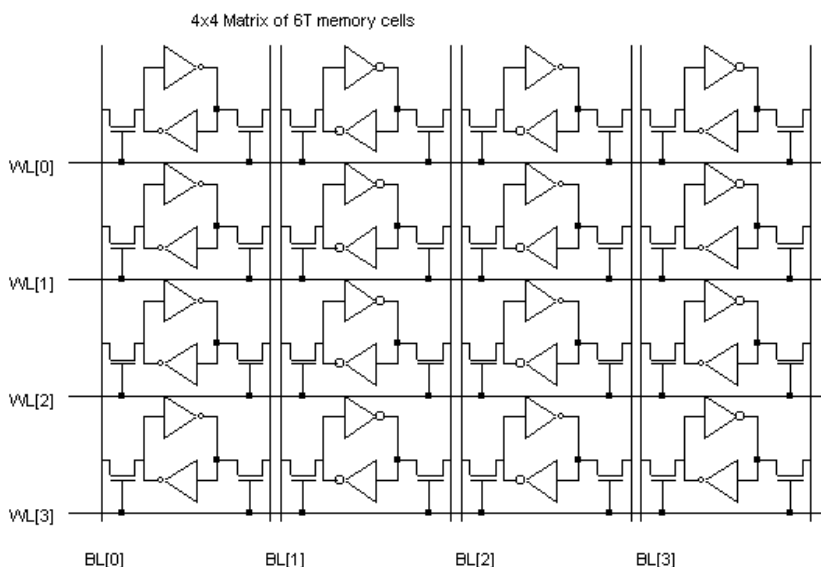 4x4 Matrix of 6T memory cells
WL[0]
WL[1]
WL[2]
WL[3]
BL[0] BL[1] BL[2] BL[3]